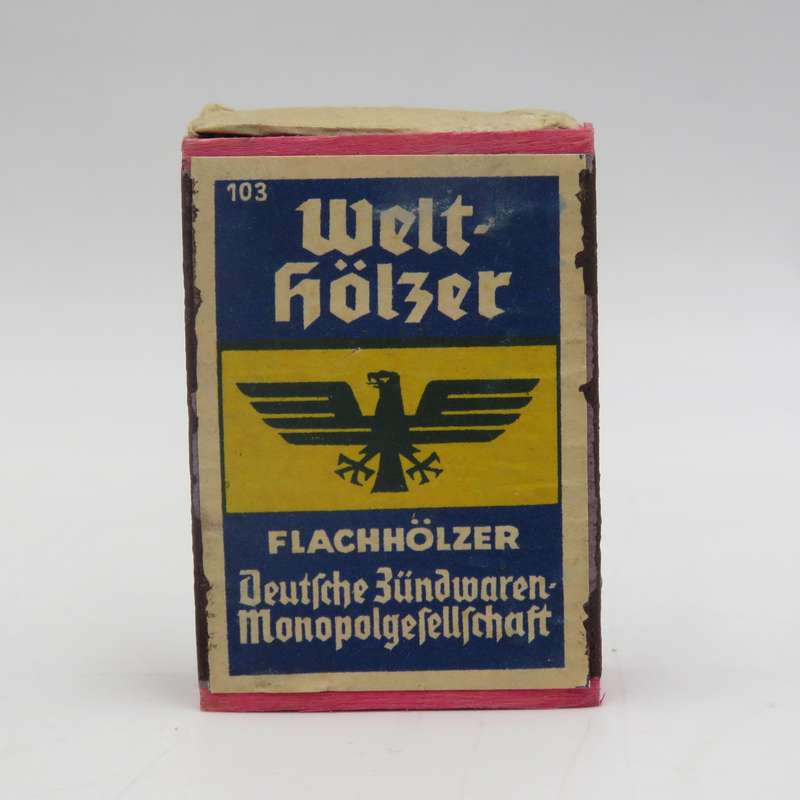 103
Welt-
hölzer
FLACHHÖLZER
Deutſche Zündwaren-
Monopolgeſellſchaft